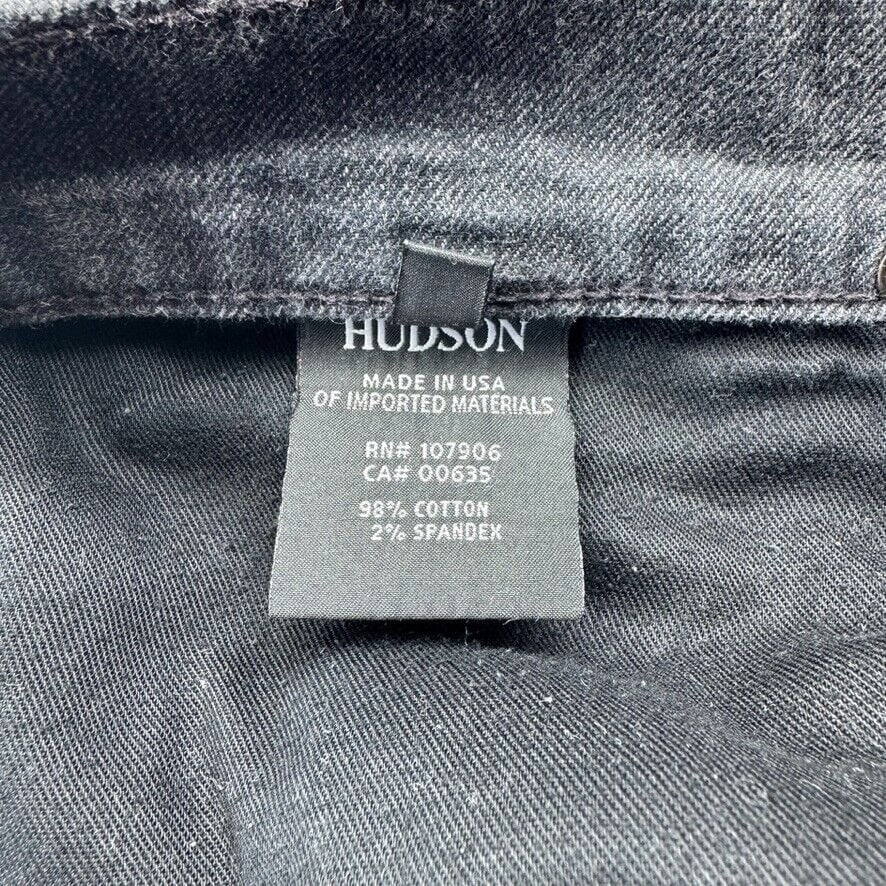 HUDSON
MADE IN USA
OF IMPORTED MATERIALS
RN# 107906
CA# 00635
98% COTTON
2% SPANDEX